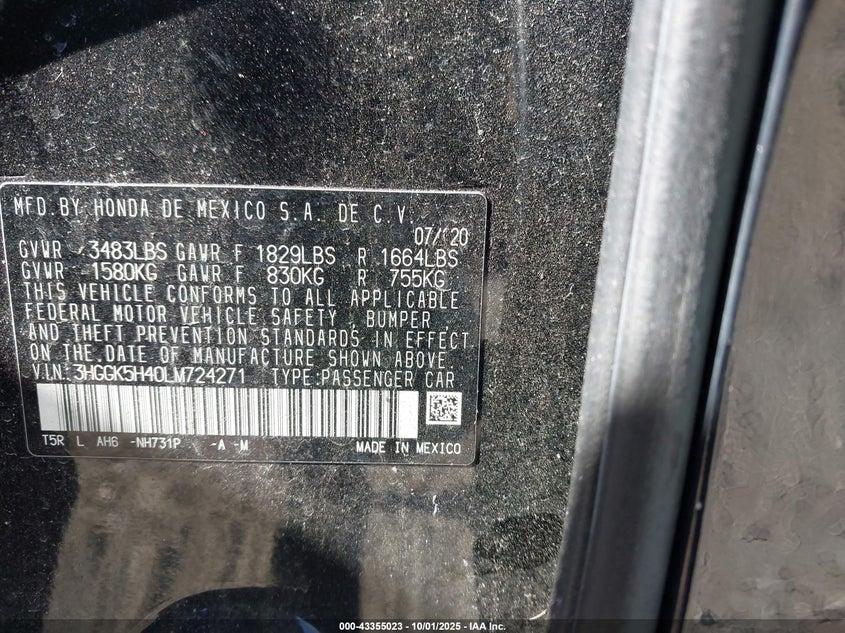 MFD.BY HONDA DE MEXICO S.A. DE C.V.
07/20
GVWR 3483LBS GAWR F 1829LBS R 1664LBS
GVWR 1580KG GAWR F 830KG R 755KG
THIS VEHICLE CONFORMS TO ALL APPLICABLE
FEDERAL MOTOR VEHICLE SAFETY, BUMPER,
AND THEFT PREVENTION STANDARDS IN EFFECT
ON THE DATE OF MANUFACTURE SHOWN ABOVE.
V.I.N.:3HGGK5H40LM724271 TYPE:PASSENGER CAR
T5R L AH6 -NH731P -A -M MADE IN MEXICO
000-43355023 - 10/01/2025 - IAA Inc.